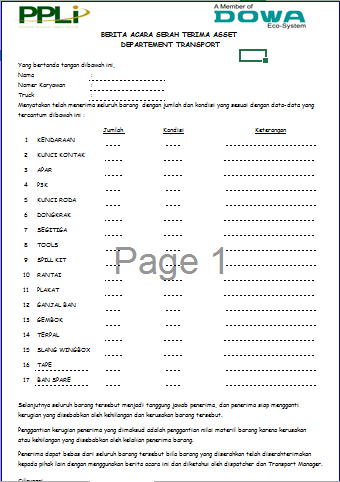 PPLi
A Member of
DOWA
Eco-System
BERITA ACARA SERAH TERIMA ASSET
DEPARTEMENT TRANSPORT
Yang bertandatangan dibawah ini,
Nama :
Nomer Karyawan :
Truck :
Menyatakan telah menerima seluruh barang dengan jumlah dan kondisi yang sesuai dengan data-data yang
tercantum dibawah ini :
Jumlah Kondisi Keterangan
1 KENDARAAN
2 KUNCI KONTAK
3 APAR
4 P3K
5 KUNCI RODA
6 DONGKRAK
7 SEGITIGA
8 TOOLS
9 SPILL KIT
10 RANTAI
11 PLAKAT
12 GANJAL BAN
13 GEMBOK
14 TERPAL
15 SLANG WINGBOX
16 TAPE
17 BAN SPARE
Page 1
Selanjutnya seluruh barang tersebut menjadi tanggung jawab penerima, dan penerima siap mengganti
kerugian yang disebabkan oleh kehilangan dan kerusakan barang tersebut.
Penggantian kerugian penerima yang dimaksud adalah penggantian nilai materil barang karena kerusakan
atau kehilangan yang disebabkan oleh kelalian penerima barang.
Penerima dapat bebas dari seluruh barang tersebut bila barang yang diserahkan telah diserahterimakan
kepada pihak lain dengan menggunakan berita acara ini dan diketahui oleh dispatcher dan Transport Manager.